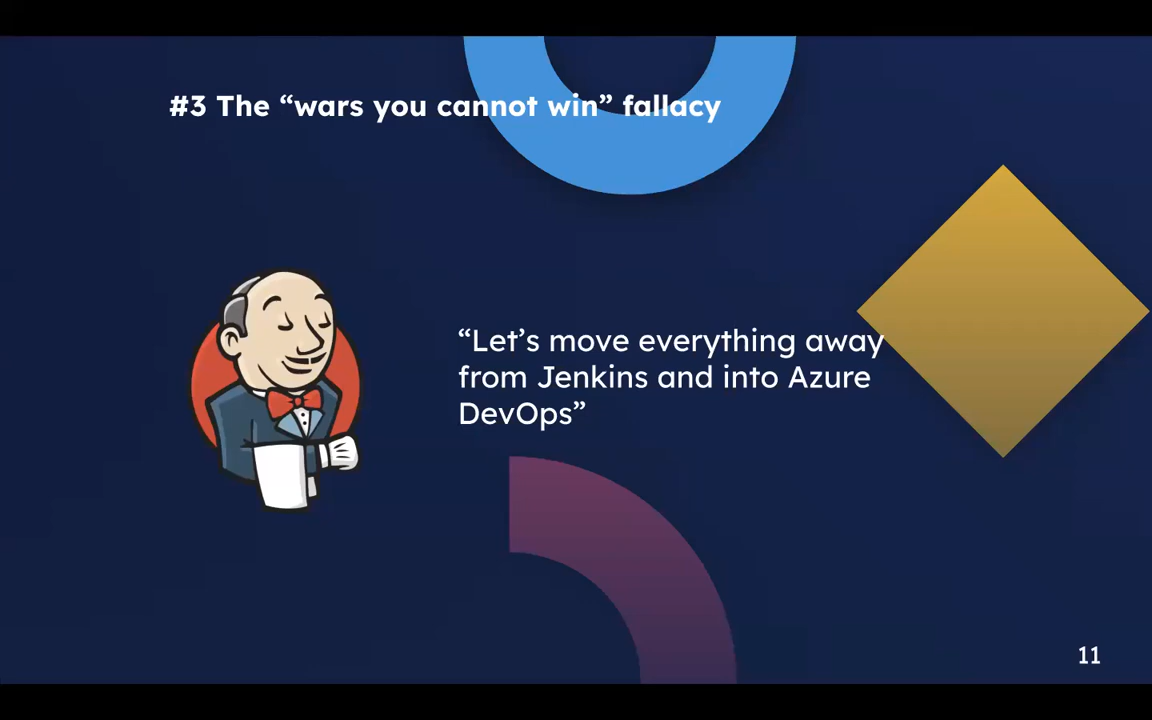 #3 The “wars you cannot win” fallacy
“Let’s move everything away
from Jenkins and into Azure
DevOps”
11